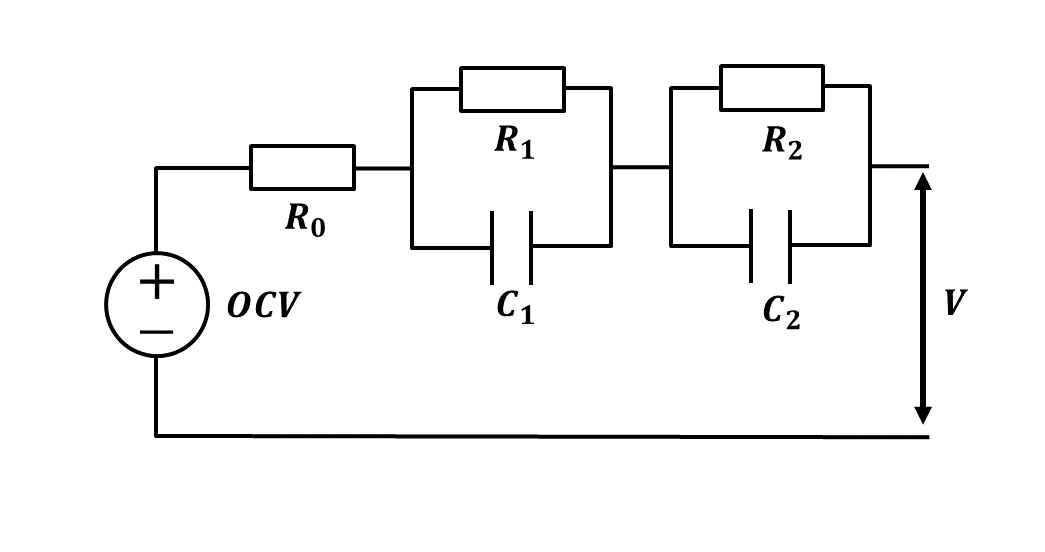 R₁
R₂
R₀
+
OCV
−
C₁
C₂
V